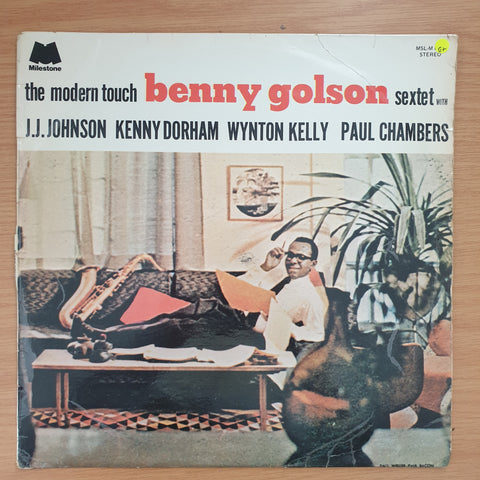 Milestone
MSL-M
STEREO
the modern touch benny golson sextet WITH
J.J. JOHNSON KENNY DORHAM WYNTON KELLY PAUL CHAMBERS